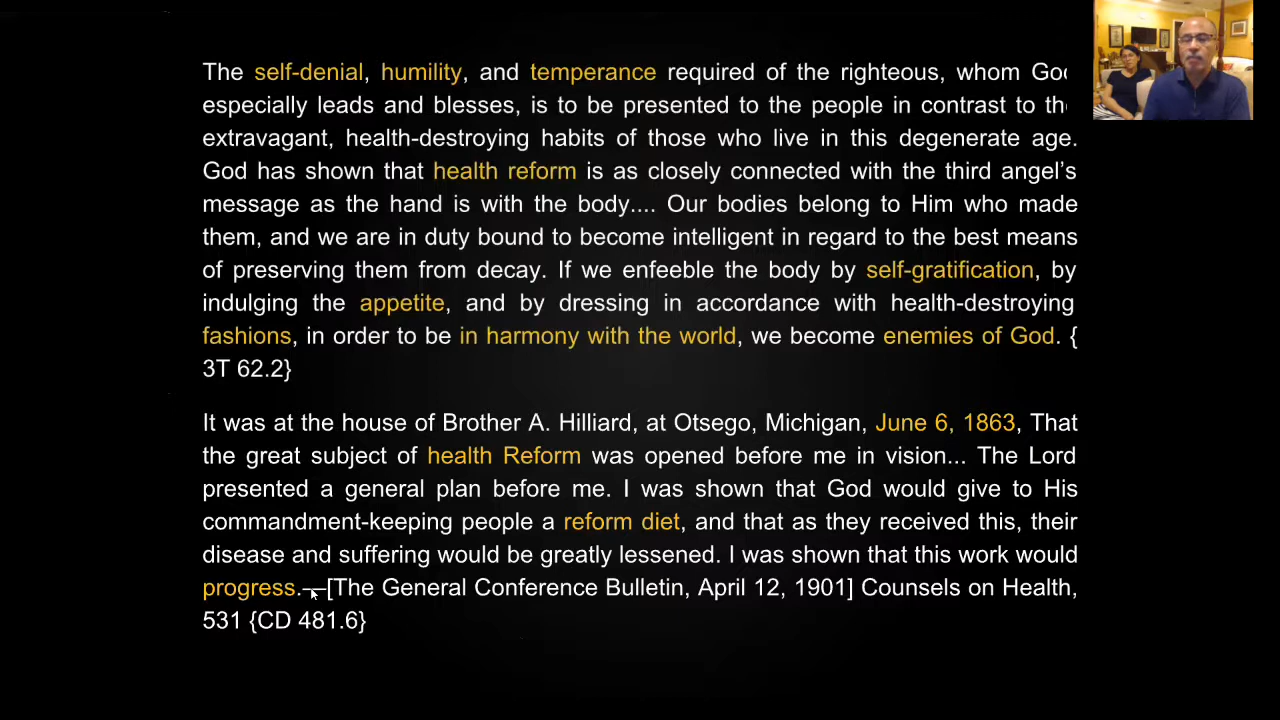 The self-denial, humility, and temperance required of the righteous, whom God
especially leads and blesses, is to be presented to the people in contrast to the
extravagant, health-destroying habits of those who live in this degenerate age.
God has shown that health reform is as closely connected with the third angel's
message as the hand is with the body.... Our bodies belong to Him who made
them, and we are in duty bound to become intelligent in regard to the best means
of preserving them from decay. If we enfeeble the body by self-gratification, by
indulging the appetite, and by dressing in accordance with health-destroying
fashions, in order to be in harmony with the world, we become enemies of God. {
3T 62.2}
It was at the house of Brother A. Hilliard, at Otsego, Michigan, June 6, 1863, That
the great subject of health Reform was opened before me in vision... The Lord
presented a general plan before me. I was shown that God would give to His
commandment-keeping people a reform diet, and that as they received this, their
disease and suffering would be greatly lessened. I was shown that this work would
progress.—[The General Conference Bulletin, April 12, 1901] Counsels on Health,
531 {CD 481.6}